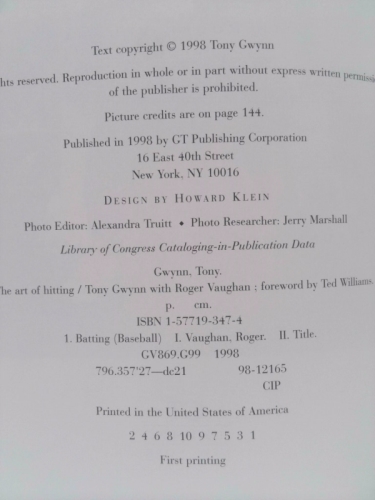 Text copyright © 1998 Tony Gwynn
hts reserved. Reproduction in whole or in part without express written permissi
of the publisher is prohibited.
Picture credits are on page 144.
Published in 1998 by GT Publishing Corporation
16 East 40th Street
New York, NY 10016
DESIGN BY HOWARD KLEIN
Photo Editor: Alexandra Truitt ♦ Photo Researcher: Jerry Marshall
Library of Congress Cataloging-in-Publication Data
Gwynn, Tony.
he art of hitting / Tony Gwynn with Roger Vaughan ; foreword by Ted Williams
p. cm.
ISBN 1-57719-347-4
1. Batting (Baseball) I. Vaughan, Roger. II. Title.
GV869.G99 1998
796.357'27—dc21 98-12165
CIP
Printed in the United States of America
2 4 6 8 10 9 7 5 3 1
First printing